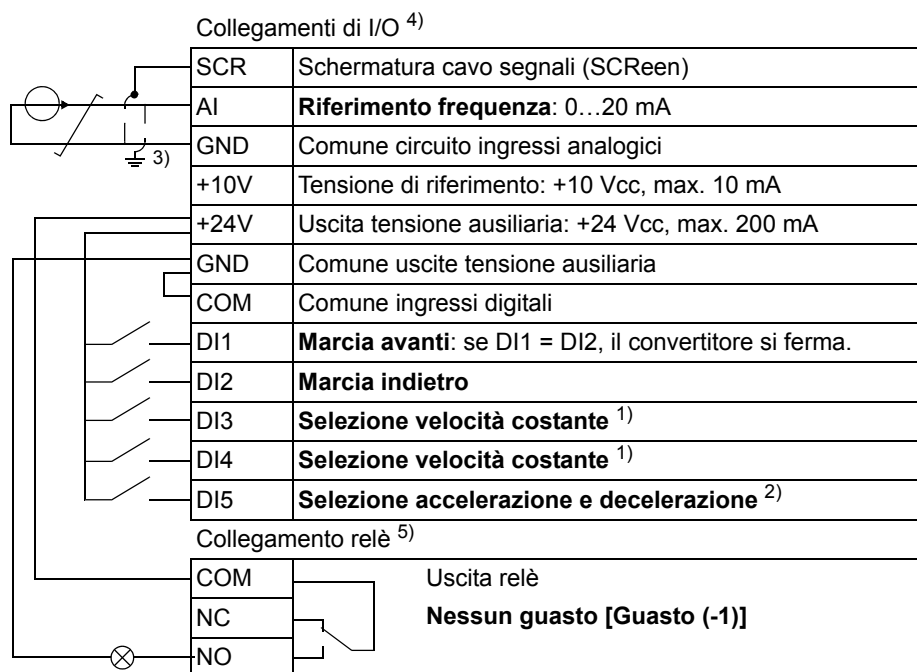 Collegamenti di I/O 4)
SCR Schermatura cavo segnali (SCReen)
AI Riferimento frequenza: 0…20 mA
GND Comune circuito ingressi analogici
3)
+10V Tensione di riferimento: +10 Vcc, max. 10 mA
+24V Uscita tensione ausiliaria: +24 Vcc, max. 200 mA
GND Comune uscite tensione ausiliaria
COM Comune ingressi digitali
DI1 Marcia avanti: se DI1 = DI2, il convertitore si ferma.
DI2 Marcia indietro
DI3 Selezione velocità costante 1)
DI4 Selezione velocità costante 1)
DI5 Selezione accelerazione e decelerazione 2)
Collegamento relè 5)
COM Uscita relè
NC Nessun guasto [Guasto (-1)]
NO